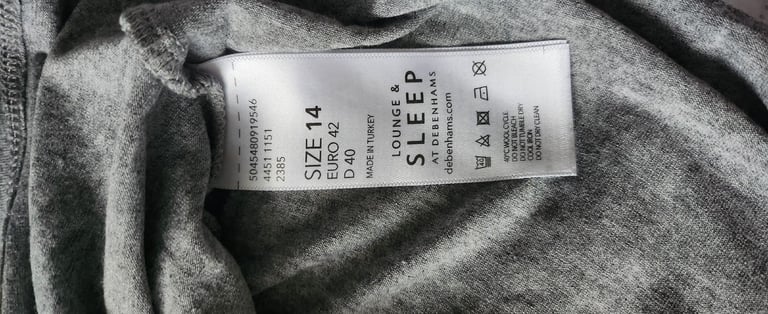 5045480919546
4451 1151
2385
SIZE 14
EURO 42
D 40
MADE IN TURKEY
LOUNGE &
SLEEP
AT DEBENHAMS
debenhams.com
40°C WOOL CYCLE
DO NOT BLEACH
DO NOT TUMBLE DRY
COOL IRON
DO NOT DRY CLEAN